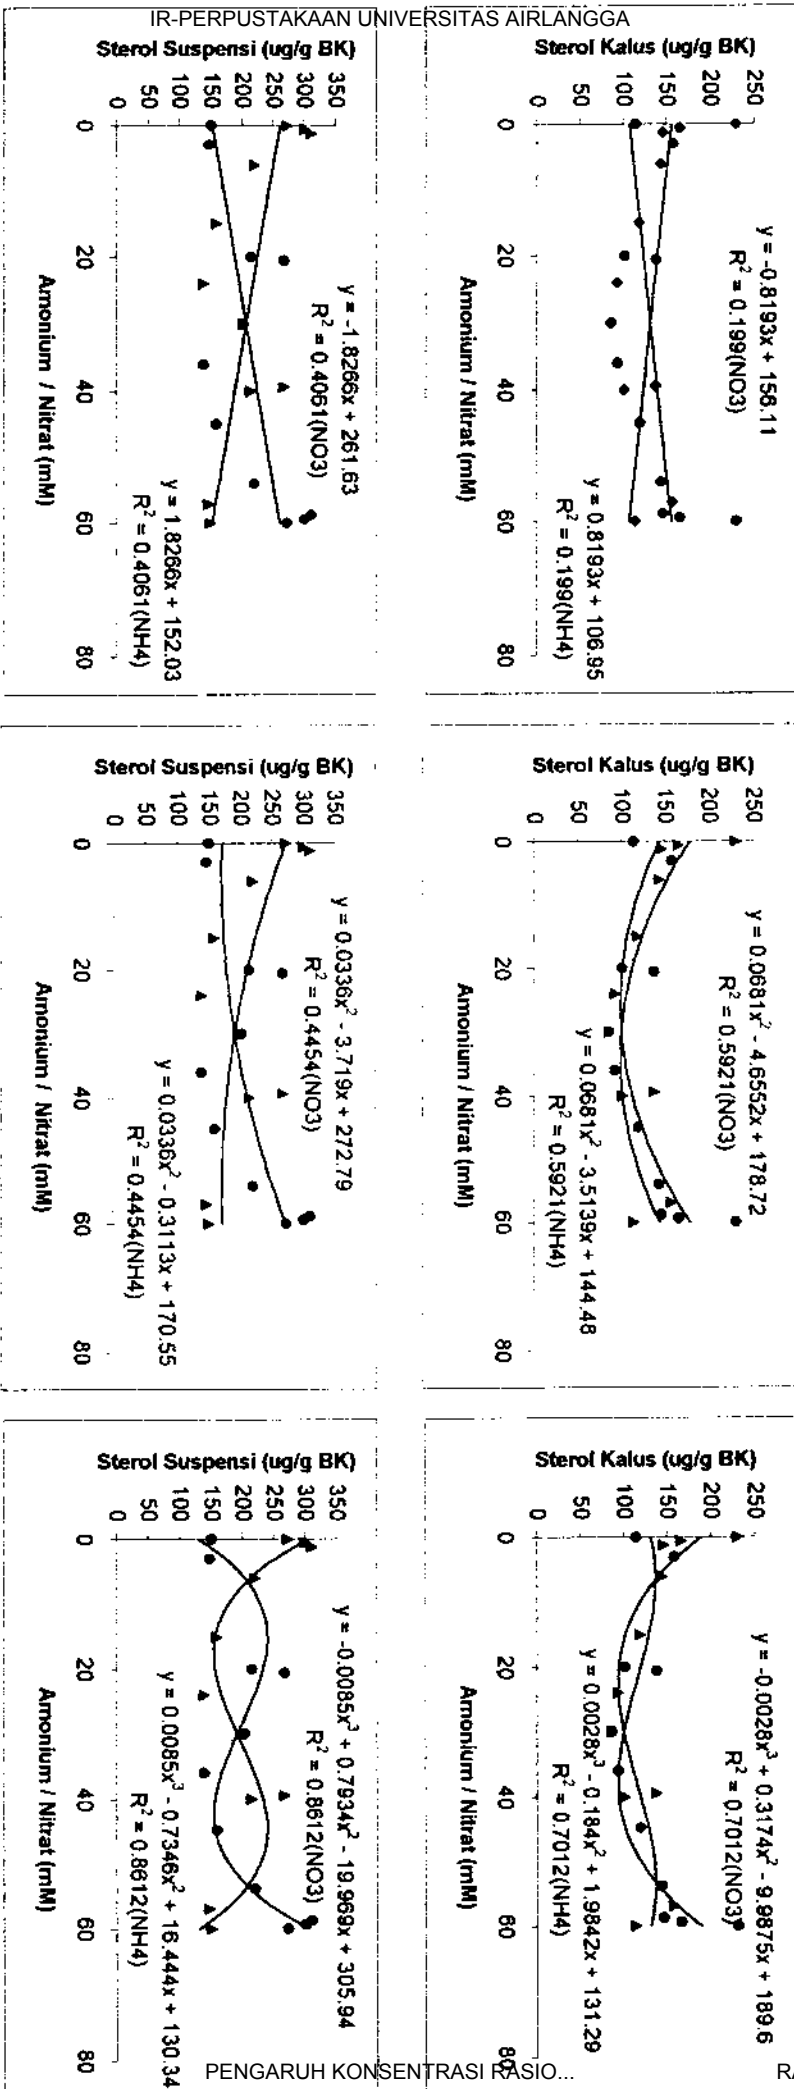 IR-PERPUSTAKAAN UNIVERSITAS AIRLANGGA
Sterol Kalus (ug/g BK)
250
200
150
100
50
0
0
20
40
60
80
Amonium / Nitrat (mM)
y = -0.8193x + 156.11
R² = 0.199(NO3)
y = 0.8193x + 106.95
R² = 0.199(NH4)
Sterol Kalus (ug/g BK)
250
200
150
100
50
0
0
20
40
60
80
Amonium / Nitrat (mM)
y = 0.0681x² - 4.6552x + 178.72
R² = 0.5921(NO3)
y = 0.0681x² - 3.5139x + 144.48
R² = 0.5921(NH4)
Sterol Kalus (ug/g BK)
250
200
150
100
50
0
0
20
40
60
80
Amonium / Nitrat (mM)
y = -0.0028x³ + 0.3174x² - 9.9875x + 189.6
R² = 0.7012(NO3)
y = 0.0028x³ - 0.184x² + 1.9842x + 131.29
R² = 0.7012(NH4)
Sterol Suspensi (ug/g BK)
350
300
250
200
150
100
50
0
0
20
40
60
80
Amonium / Nitrat (mM)
y = -1.8266x + 261.63
R² = 0.4061(NO3)
y = 1.8266x + 152.03
R² = 0.4061(NH4)
Sterol Suspensi (ug/g BK)
350
300
250
200
150
100
50
0
0
20
40
60
80
Amonium / Nitrat (mM)
y = 0.0336x² - 3.719x + 272.79
R² = 0.4454(NO3)
y = 0.0336x² - 0.3113x + 170.55
R² = 0.4454(NH4)
Sterol Suspensi (ug/g BK)
350
300
250
200
150
100
50
0
0
20
40
60
80
Amonium / Nitrat (mM)
y = -0.0085x³ + 0.7934x² - 19.969x + 305.94
R² = 0.8612(NO3)
y = 0.0085x³ - 0.7346x² + 16.444x + 130.34
R² = 0.8612(NH4)
PENGARUH KONSENTRASI RASIO...
RA